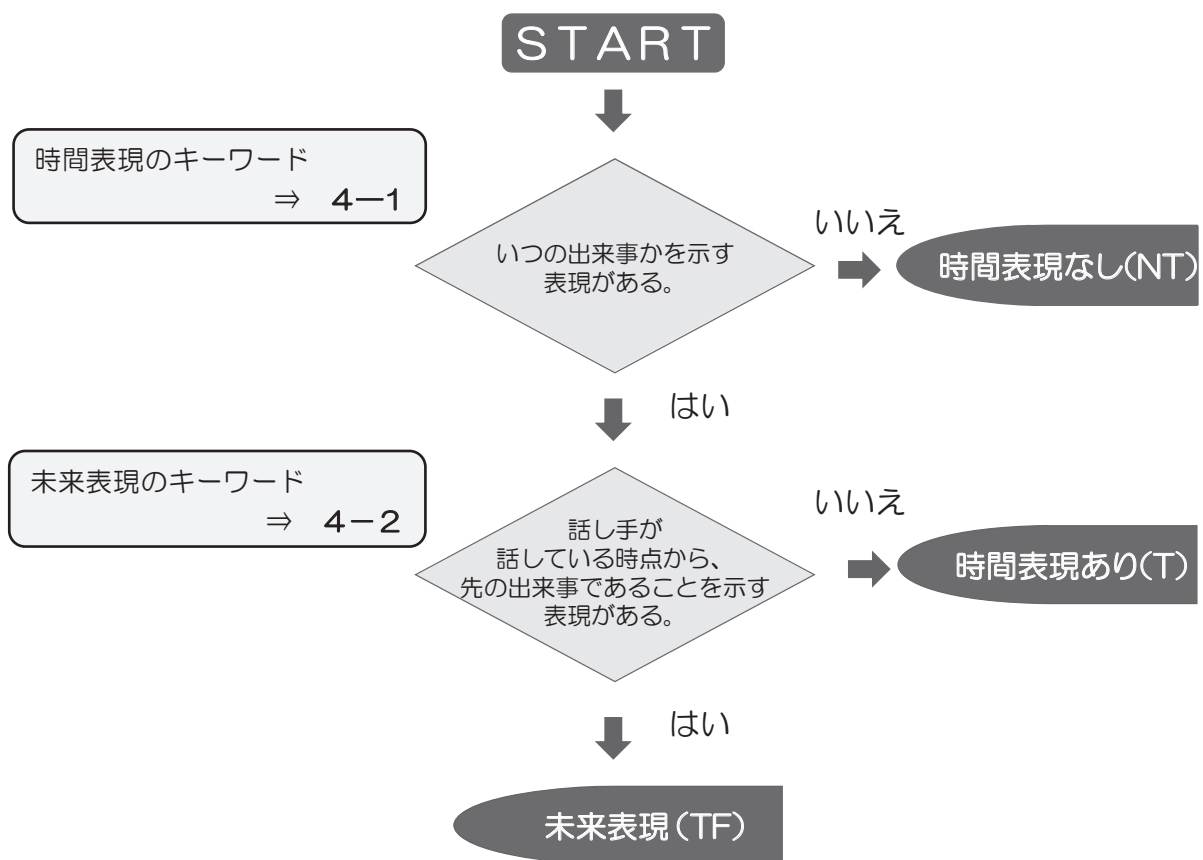 START
時間表現のキーワード
⇒ 4―1
いつの出来事かを示す
表現がある。
いいえ
時間表現なし(NT)
はい
未来表現のキーワード
⇒ 4－2
話し手が
話している時点から、
先の出来事であることを示す
表現がある。
いいえ
時間表現あり(T)
はい
未来表現(TF)